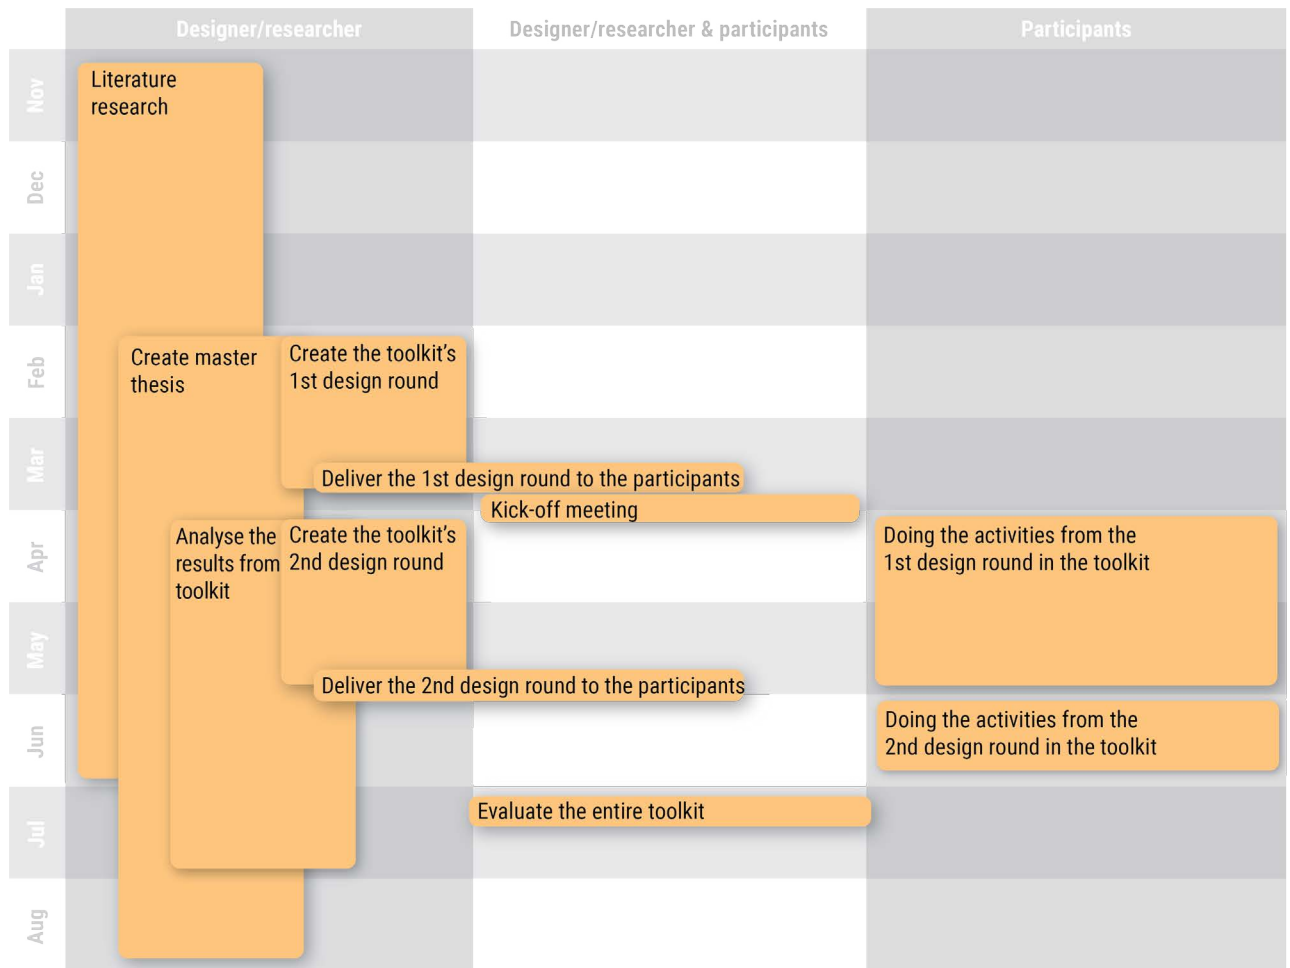 Designer/researcher
Designer/researcher & participants
Participants
Nov
Literature
research
Dec
Jan
Feb
Create master
thesis
Create the toolkit's
1st design round
Mar
Deliver the 1st design round to the participants
Kick-off meeting
Apr
Analyse the
results from
toolkit
Create the toolkit's
2nd design round
Doing the activities from the
1st design round in the toolkit
May
Deliver the 2nd design round to the participants
Jun
Doing the activities from the
2nd design round in the toolkit
Jul
Evaluate the entire toolkit
Aug